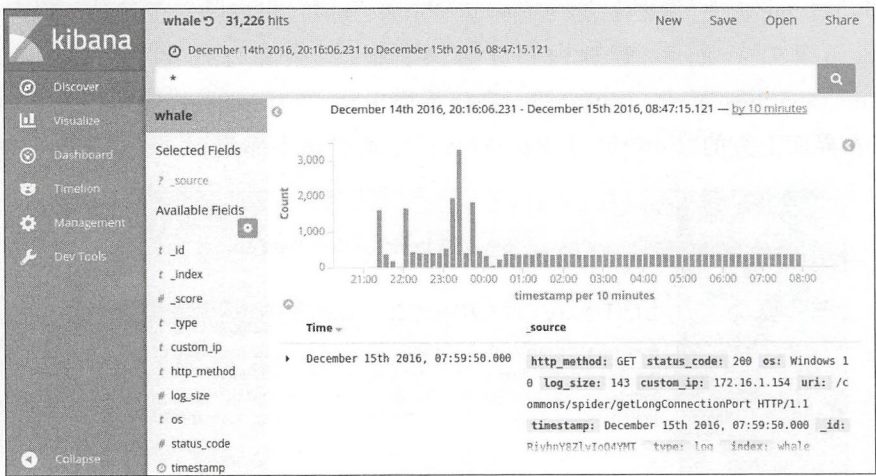 kibana
Discover
Visualize
Dashboard
Timelion
Management
Dev Tools
Collapse
whale 31,226 hits
New Save Open Share
December 14th 2016, 20:16:06.231 to December 15th 2016, 08:47:15.121
*
whale
Selected Fields
? _source
Available Fields
t _id
t _index
# _score
t _type
t custom_ip
t http_method
# log_size
t os
# status_code
timestamp
December 14th 2016, 20:16:06.231 - December 15th 2016, 08:47:15.121 — by 10 minutes
Count
3,000
2,000
1,000
0
21:00 22:00 23:00 00:00 01:00 02:00 03:00 04:00 05:00 06:00 07:00 08:00
timestamp per 10 minutes
Time _source
December 15th 2016, 07:59:50.000
http_method: GET status_code: 200 os: Windows 1
0 log_size: 143 custom_ip: 172.16.1.154 uri: /c
ommons/spider/getLongConnectionPort HTTP/1.1
timestamp: December 15th 2016, 07:59:50.000 _id:
type: log index: whale